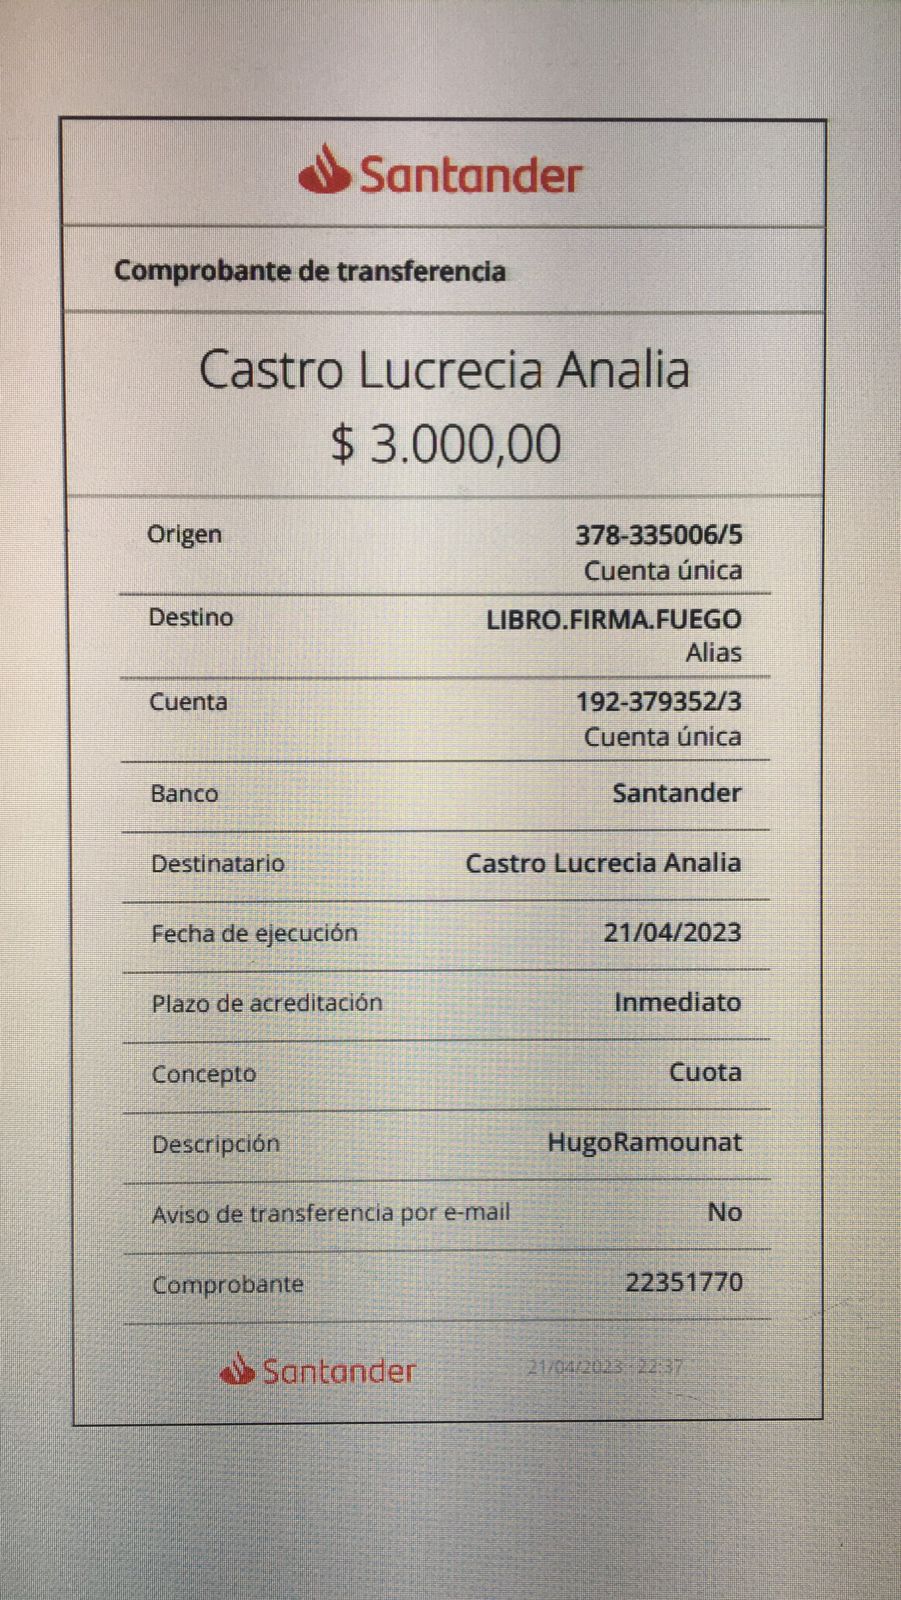 Santander
Comprobante de transferencia
Castro Lucrecia Analia
$ 3.000,00
Origen 378-335006/5
Cuenta única
Destino LIBRO.FIRMA.FUEGO
Alias
Cuenta 192-379352/3
Cuenta única
Banco Santander
Destinatario Castro Lucrecia Analia
Fecha de ejecución 21/04/2023
Plazo de acreditación Inmediato
Concepto Cuota
Descripción HugoRamounat
Aviso de transferencia por e-mail No
Comprobante 22351770
Santander 21/04/2023 - 22:37